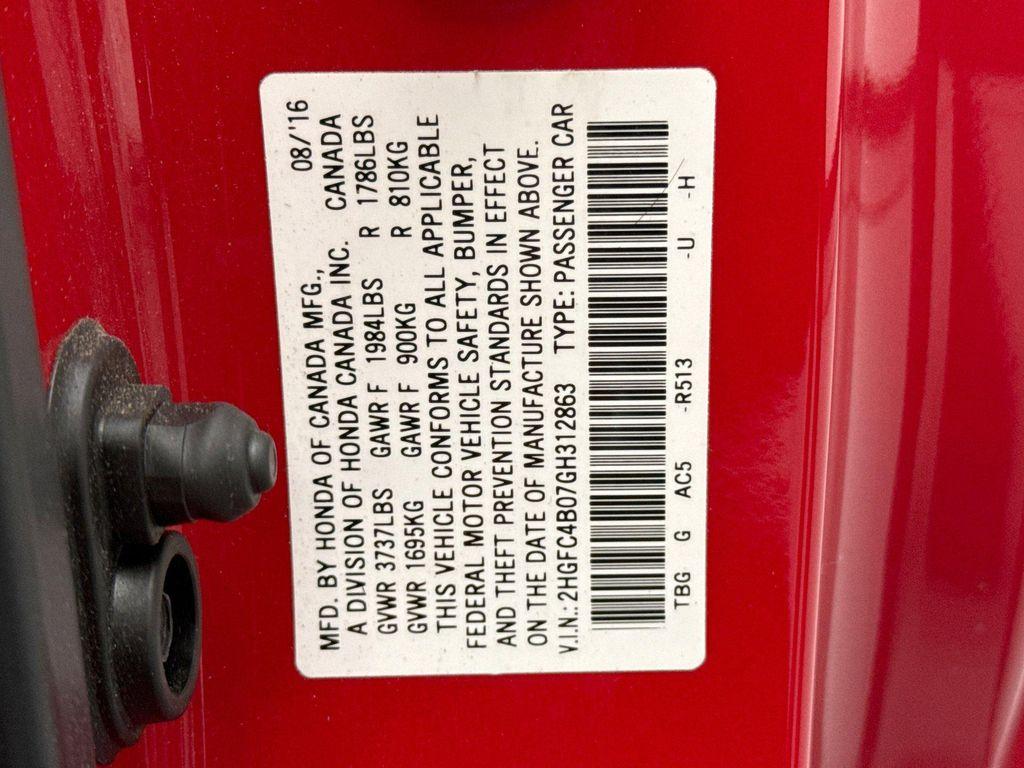 08/'16
MFD. BY HONDA OF CANADA MFG.,
A DIVISION OF HONDA CANADA INC. CANADA
GVWR 3737LBS GAWR F 1984LBS R 1786LBS
GVWR 1695KG GAWR F 900KG R 810KG
THIS VEHICLE CONFORMS TO ALL APPLICABLE
FEDERAL MOTOR VEHICLE SAFETY, BUMPER,
AND THEFT PREVENTION STANDARDS IN EFFECT
ON THE DATE OF MANUFACTURE SHOWN ABOVE.
V.I.N.: 2HGFC4B07GH312863 TYPE: PASSENGER CAR
TBG G AC5 -R513 -U -H